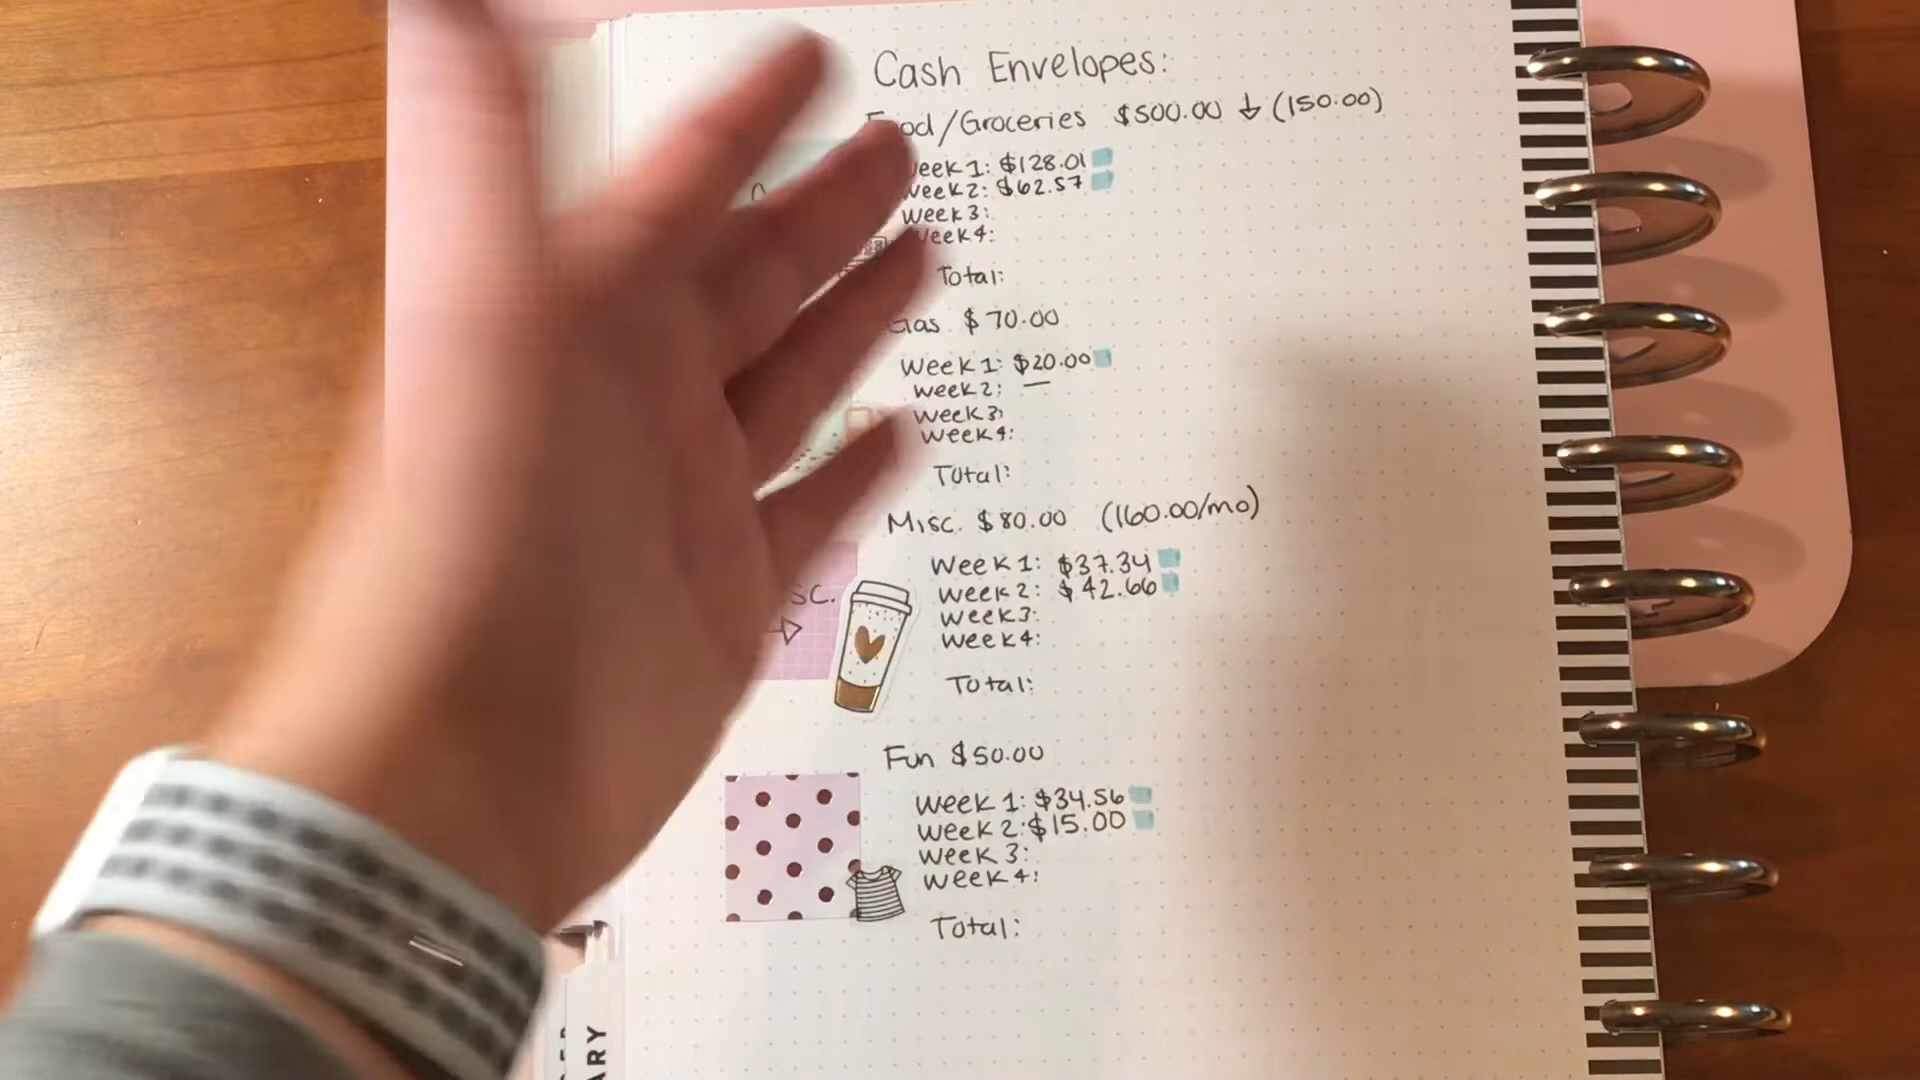 Cash Envelopes:
Food/Groceries $500.00 ↓ (150.00)
Week 1: $128.01
Week 2: $62.57
Week 3:
Week 4:
Total:
Gas $70.00
Week 1: $20.00
Week 2: —
Week 3:
Week 4:
Total:
Misc. $80.00 (160.00/mo)
Week 1: $37.34
Week 2: $42.66
Week 3:
Week 4:
Total:
Fun $50.00
Week 1: $34.56
Week 2: $15.00
Week 3:
Week 4:
Total: